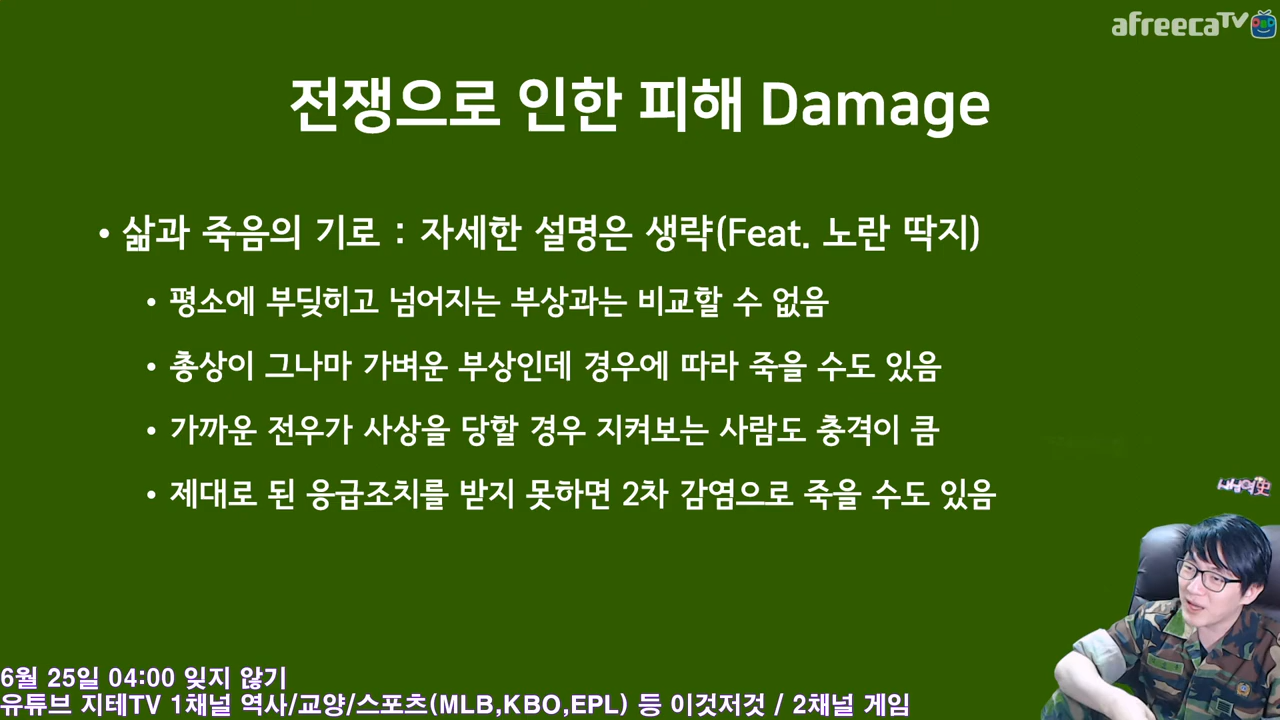 afreecaTV
전쟁으로 인한 피해 Damage
• 삶과 죽음의 기로 : 자세한 설명은 생략(Feat. 노란 딱지)
• 평소에 부딪히고 넘어지는 부상과는 비교할 수 없음
• 총상이 그나마 가벼운 부상인데 경우에 따라 죽을 수도 있음
• 가까운 전우가 사상을 당할 경우 지켜보는 사람도 충격이 큼
• 제대로 된 응급조치를 받지 못하면 2차 감염으로 죽을 수도 있음
6월 25일 04:00 잊지 않기
유튜브 지테TV 1채널 역사/교양/스포츠(MLB,KBO,EPL) 등 이것저것 / 2채널 게임